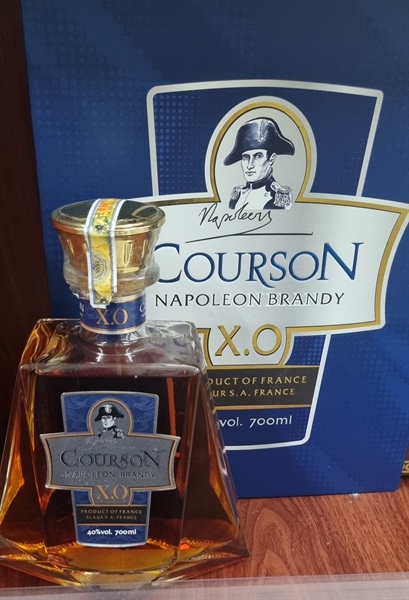 Napoleon
COURSON
NAPOLEON BRANDY
X.O
PRODUCT OF FRANCE
S.A. FRANCE
vol. 700ml
X.O
COURSON
NAPOLEON BRANDY
X.O
PRODUCT OF FRANCE
S.A. FRANCE
40%vol. 700ml